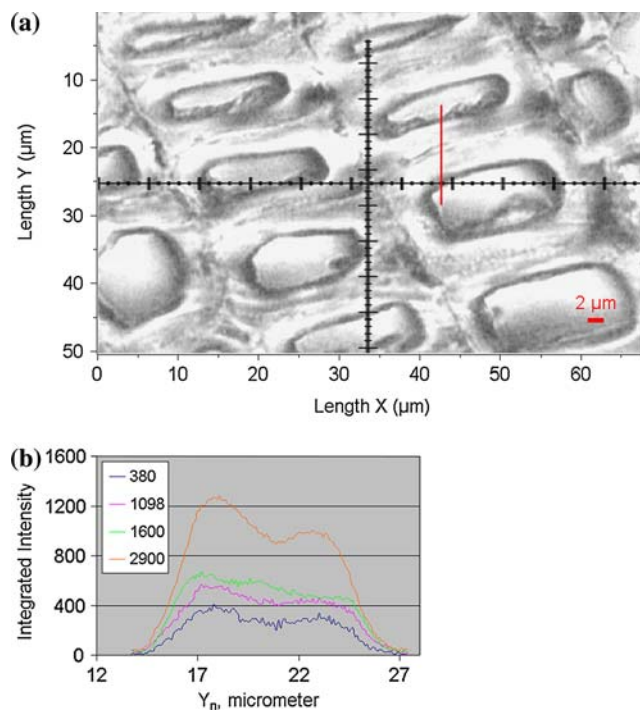 (a)
0
10
20
30
40
50
Length Y (µm)
2 µm
0 10 20 30 40 50 60
Length X (µm)
(b)
1600
1200
800
400
0
Integrated Intensity
380
1098
1600
2900
12 17 22 27
Yn, micrometer